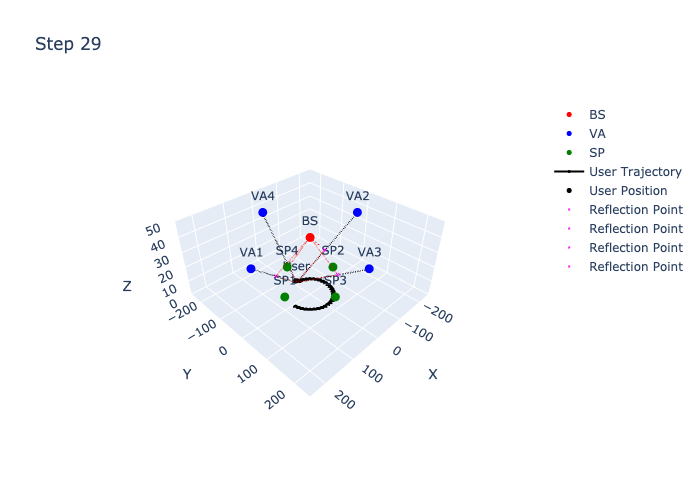 Step 29
BS
VA
SP
User Trajectory
User Position
Reflection Point
Reflection Point
Reflection Point
Reflection Point
VA4
VA2
BS
SP4
SP2
VA1
VA3
User
SP1
SP3
Z
50
40
30
20
10
0
−200
−100
0
100
200
Y
−200
−100
0
100
200
X